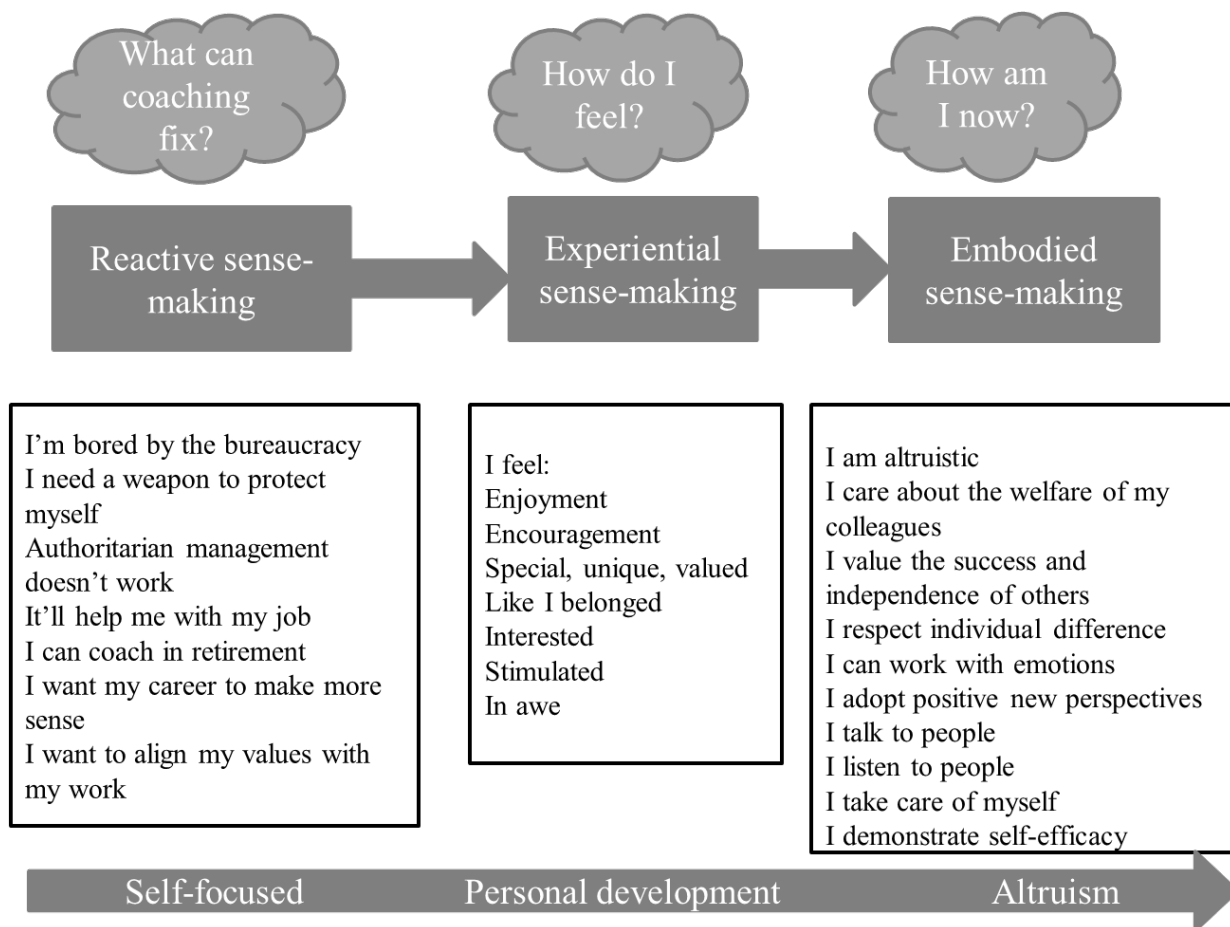 What can
coaching
fix?
How do I
feel?
How am
I now?
Reactive sense-
making
Experiential
sense-making
Embodied
sense-making
I’m bored by the bureaucracy
I need a weapon to protect
myself
Authoritarian management
doesn’t work
It’ll help me with my job
I can coach in retirement
I want my career to make more
sense
I want to align my values with
my work
I feel:
Enjoyment
Encouragement
Special, unique, valued
Like I belonged
Interested
Stimulated
In awe
I am altruistic
I care about the welfare of my
colleagues
I value the success and
independence of others
I respect individual difference
I can work with emotions
I adopt positive new perspectives
I talk to people
I listen to people
I take care of myself
I demonstrate self-efficacy
Self-focused
Personal development
Altruism